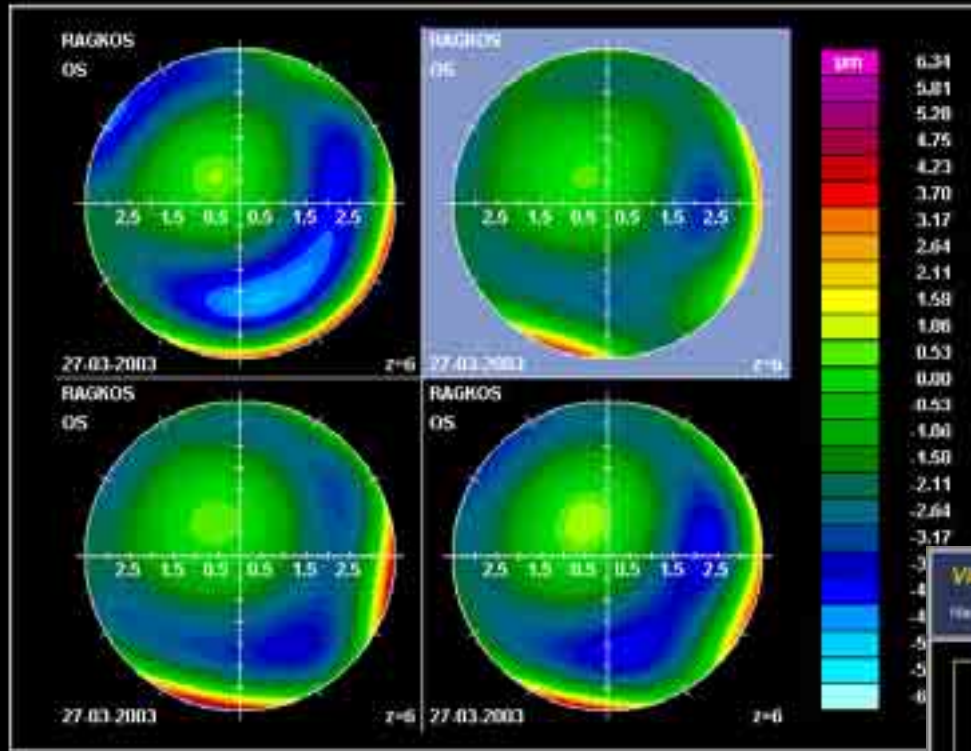 RAGKOS
OS
2.5 1.5 0.5 0.5 1.5 2.5
27-03-2003 z=6
RAGKOS
OS
2.5 1.5 0.5 0.5 1.5 2.5
27-03-2003 z=6
RAGKOS
OS
2.5 1.5 0.5 0.5 1.5 2.5
27-03-2003 z=6
RAGKOS
OS
2.5 1.5 0.5 0.5 1.5 2.5
27-03-2003 z=6
µm 6.34
5.81
5.28
4.75
4.23
3.70
3.17
2.64
2.11
1.58
1.06
0.53
0.00
-0.53
-1.06
-1.58
-2.11
-2.64
-3.17